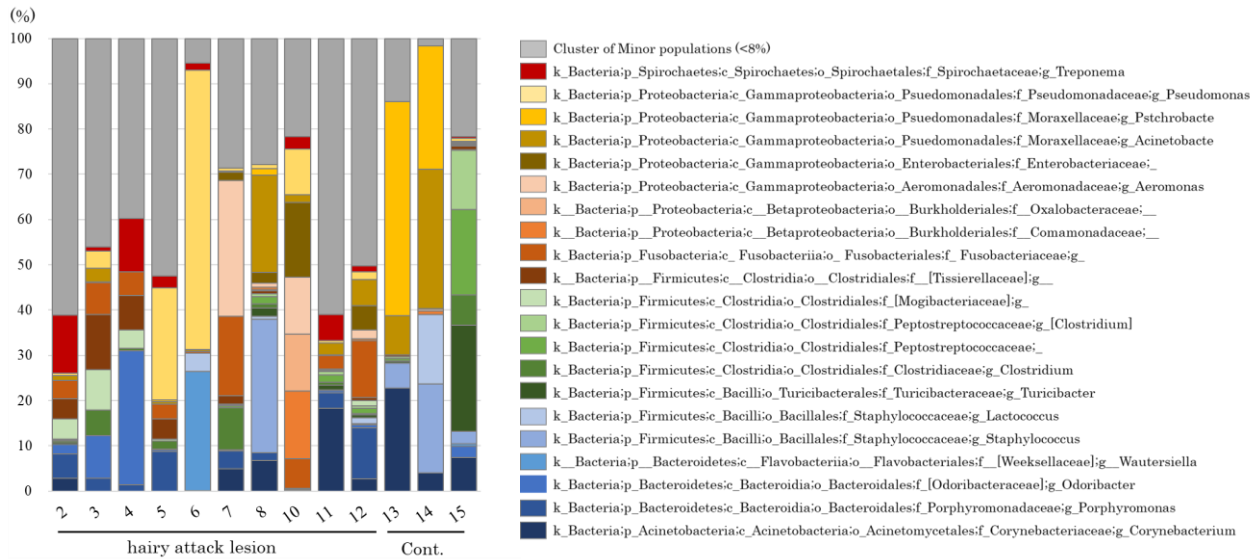 (%)
100
90
80
70
60
50
40
30
20
10
0
2 3 4 5 6 7 8 10 11 12 13 14 15
hairy attack lesion Cont.
Cluster of Minor populations (<8%)
k_Bacteria;p_Spirochaetes;c_Spirochaetes;o_Spirochaetales;f_Spirochaetaceae;g_Treponema
k_Bacteria;p_Proteobacteria;c_Gammaproteobacteria;o_Psuedomonadales;f_Pseudomonadaceae;g_Pseudomonas
k_Bacteria;p_Proteobacteria;c_Gammaproteobacteria;o_Psuedomonadales;f_Moraxellaceae;g_Pstchrobacte
k_Bacteria;p_Proteobacteria;c_Gammaproteobacteria;o_Psuedomonadales;f_Moraxellaceae;g_Acinetobacte
k_Bacteria;p_Proteobacteria;c_Gammaproteobacteria;o_Enterobacteriales;f_Enterobacteriaceae;_
k_Bacteria;p_Proteobacteria;c_Gammaproteobacteria;o_Aeromonadales;f_Aeromonadaceae;g_Aeromonas
k__Bacteria;p__Proteobacteria;c__Betaproteobacteria;o__Burkholderiales;f__Oxalobacteraceae;__
k__Bacteria;p__Proteobacteria;c__Betaproteobacteria;o__Burkholderiales;f__Comamonadaceae;__
k_Bacteria;p_Fusobacteria;c_ Fusobacteriia;o_ Fusobacteriales;f_ Fusobacteriaceae;g_
k__Bacteria;p__Firmicutes;c__Clostridia;o__Clostridiales;f__[Tissierellaceae];g__
k_Bacteria;p_Firmicutes;c_Clostridia;o_Clostridiales;f_[Mogibacteriaceae];g_
k_Bacteria;p_Firmicutes;c_Clostridia;o_Clostridiales;f_Peptostreptococcaceae;g_[Clostridium]
k_Bacteria;p_Firmicutes;c_Clostridia;o_Clostridiales;f_Peptostreptococcaceae;_
k_Bacteria;p_Firmicutes;c_Clostridia;o_Clostridiales;f_Clostridiaceae;g_Clostridium
k_Bacteria;p_Firmicutes;c_Bacilli;o_Turicibacterales;f_Turicibacteraceae;g_Turicibacter
k_Bacteria;p_Firmicutes;c_Bacilli;o_Bacillales;f_Staphylococcaceae;g_Lactococcus
k_Bacteria;p_Firmicutes;c_Bacilli;o_Bacillales;f_Staphylococcaceae;g_Staphylococcus
k__Bacteria;p__Bacteroidetes;c__Flavobacteriia;o__Flavobacteriales;f__[Weeksellaceae];g__Wautersiella
k_Bacteria;p_Bacteroidetes;c_Bacteroidia;o_Bacteroidales;f_[Odoribacteraceae];g_Odoribacter
k_Bacteria;p_Bacteroidetes;c_Bacteroidia;o_Bacteroidales;f_Porphyromonadaceae;g_Porphyromonas
k_Bacteria;p_Acinetobacteria;c_Acinetobacteria;o_Acinetomycetales;f_Corynebacteriaceae;g_Corynebacterium